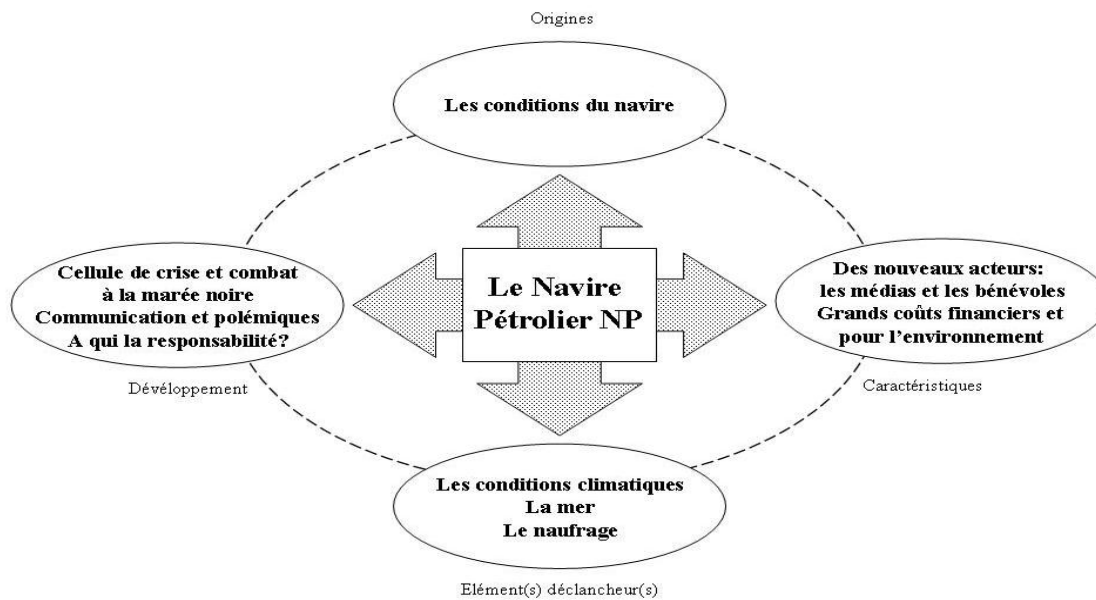 Origines
Les conditions du navire
Cellule de crise et combat
à la marée noire
Communication et polémiques
A qui la responsabilité?
Dévéloppement
Le Navire
Pétrolier NP
Des nouveaux acteurs:
les médias et les bénévoles
Grands coûts financiers et
pour l'environnement
Caractéristiques
Les conditions climatiques
La mer
Le naufrage
Elément(s) déclancheur(s)